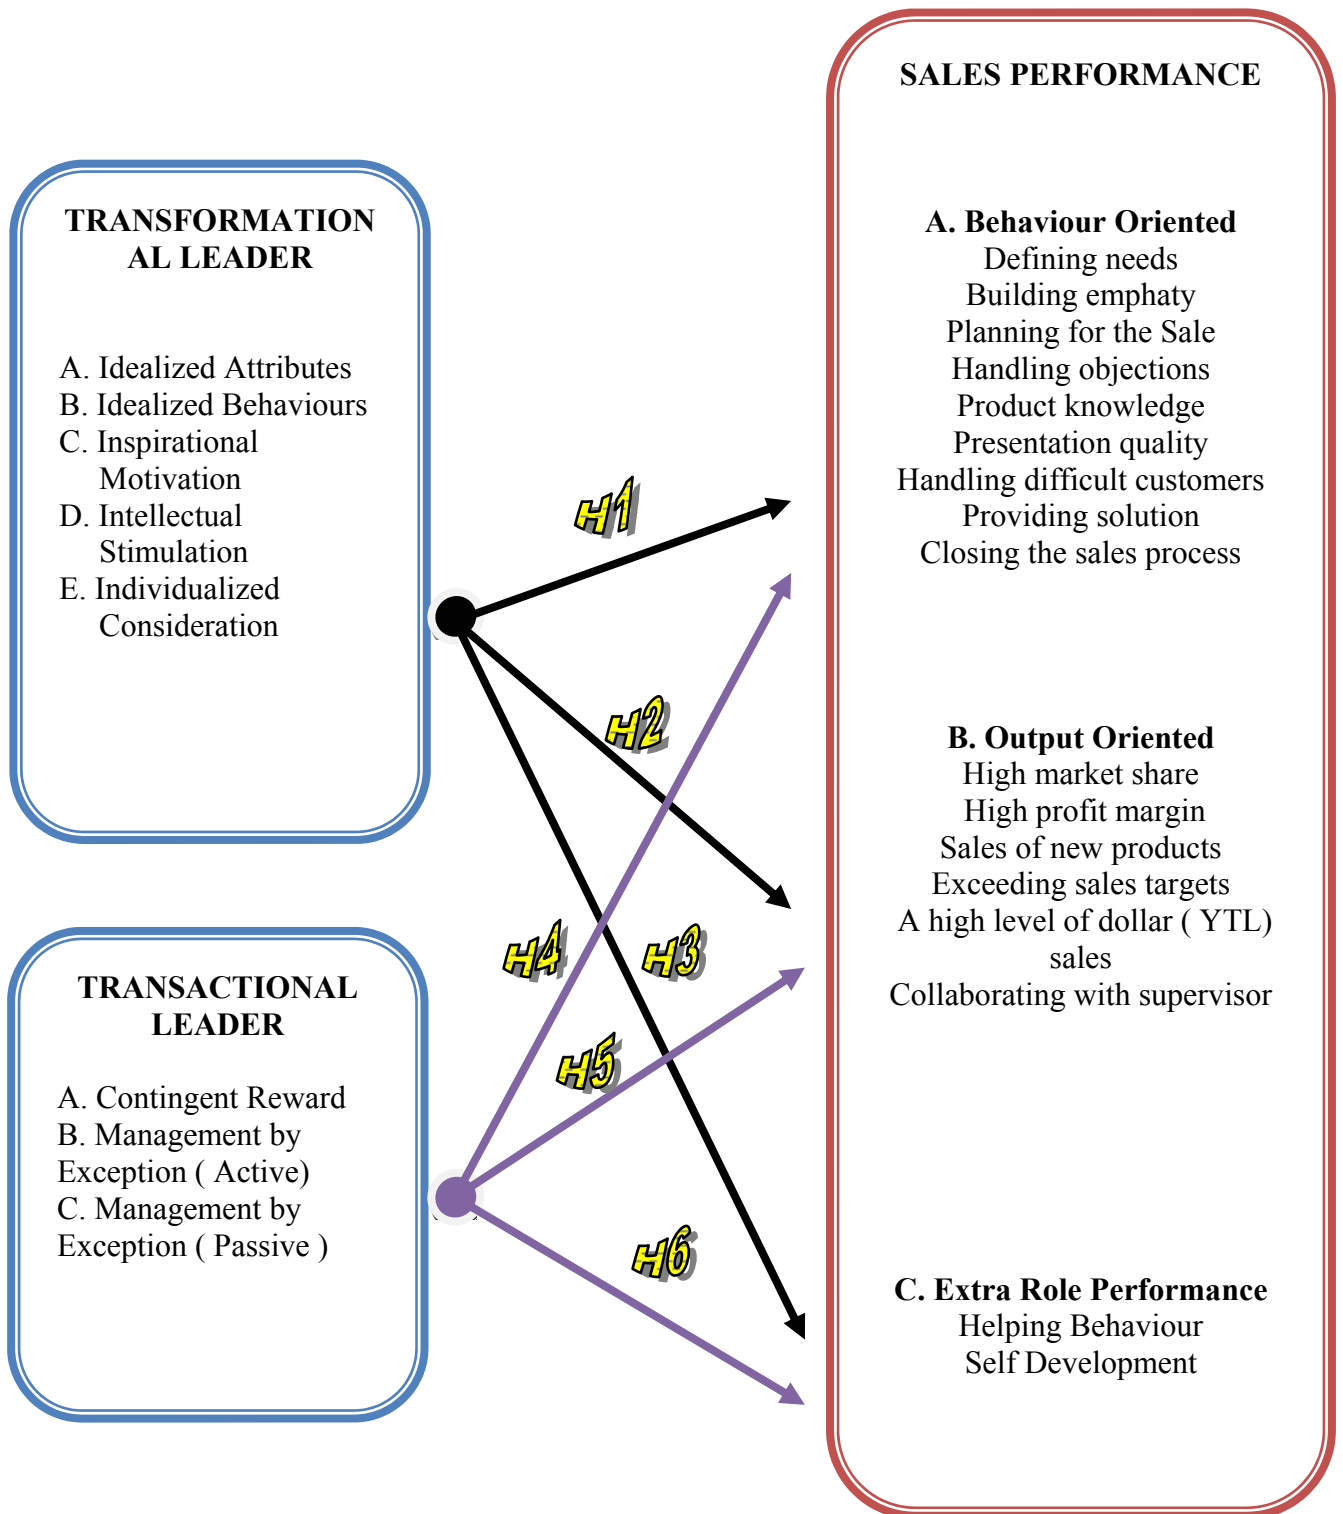 TRANSFORMATION
AL LEADER
A. Idealized Attributes
B. Idealized Behaviours
C. Inspirational
Motivation
D. Intellectual
Stimulation
E. Individualized
Consideration
TRANSACTIONAL
LEADER
A. Contingent Reward
B. Management by
Exception ( Active)
C. Management by
Exception ( Passive )
H1
H2
H4
H3
H5
H6
SALES PERFORMANCE
A. Behaviour Oriented
Defining needs
Building emphaty
Planning for the Sale
Handling objections
Product knowledge
Presentation quality
Handling difficult customers
Providing solution
Closing the sales process
B. Output Oriented
High market share
High profit margin
Sales of new products
Exceeding sales targets
A high level of dollar ( YTL)
sales
Collaborating with supervisor
C. Extra Role Performance
Helping Behaviour
Self Development